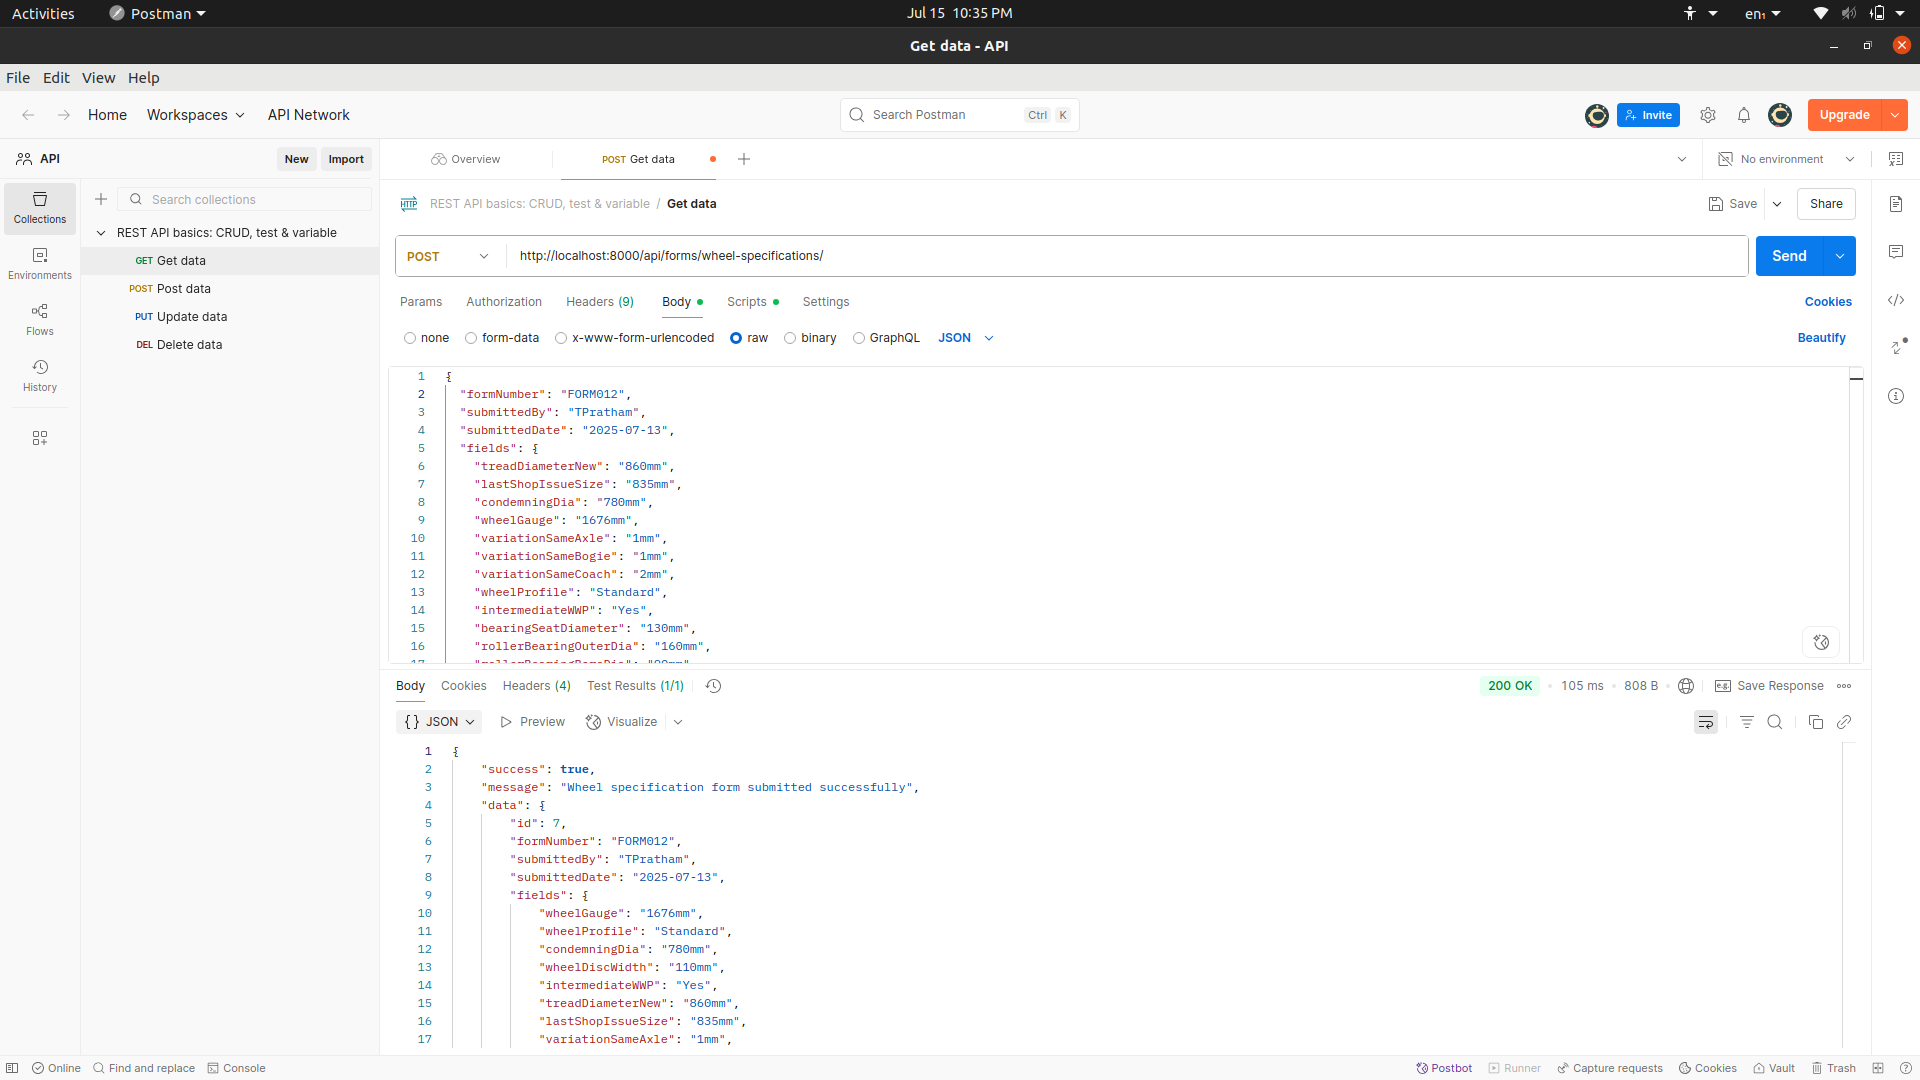 Activities Postman Jul 15 10:35 PM en₁
Get data - API
File Edit View Help
Home Workspaces API Network Search Postman Ctrl K Invite Upgrade
API New Import Overview POST Get data No environment
Collections Search collections
REST API basics: CRUD, test & variable / Get data Save Share
REST API basics: CRUD, test & variable
GET Get data
POST Post data
PUT Update data
DEL Delete data
Environments
Flows
History
POST http://localhost:8000/api/forms/wheel-specifications/ Send
Params Authorization Headers (9) Body Scripts Settings Cookies
none form-data x-www-form-urlencoded raw binary GraphQL JSON Beautify
1 {
2 "formNumber": "FORM012",
3 "submittedBy": "TPratham",
4 "submittedDate": "2025-07-13",
5 "fields": {
6 "treadDiameterNew": "860mm",
7 "lastShopIssueSize": "835mm",
8 "condemningDia": "780mm",
9 "wheelGauge": "1676mm",
10 "variationSameAxle": "1mm",
11 "variationSameBogie": "1mm",
12 "variationSameCoach": "2mm",
13 "wheelProfile": "Standard",
14 "intermediateWWP": "Yes",
15 "bearingSeatDiameter": "130mm",
16 "rollerBearingOuterDia": "160mm",
Body Cookies Headers (4) Test Results (1/1) 200 OK 105 ms 808 B e.g. Save Response
{} JSON Preview Visualize
1 {
2 "success": true,
3 "message": "Wheel specification form submitted successfully",
4 "data": {
5 "id": 7,
6 "formNumber": "FORM012",
7 "submittedBy": "TPratham",
8 "submittedDate": "2025-07-13",
9 "fields": {
10 "wheelGauge": "1676mm",
11 "wheelProfile": "Standard",
12 "condemningDia": "780mm",
13 "wheelDiscWidth": "110mm",
14 "intermediateWWP": "Yes",
15 "treadDiameterNew": "860mm",
16 "lastShopIssueSize": "835mm",
17 "variationSameAxle": "1mm",
Online Find and replace Console Postbot Runner Capture requests Cookies Vault Trash